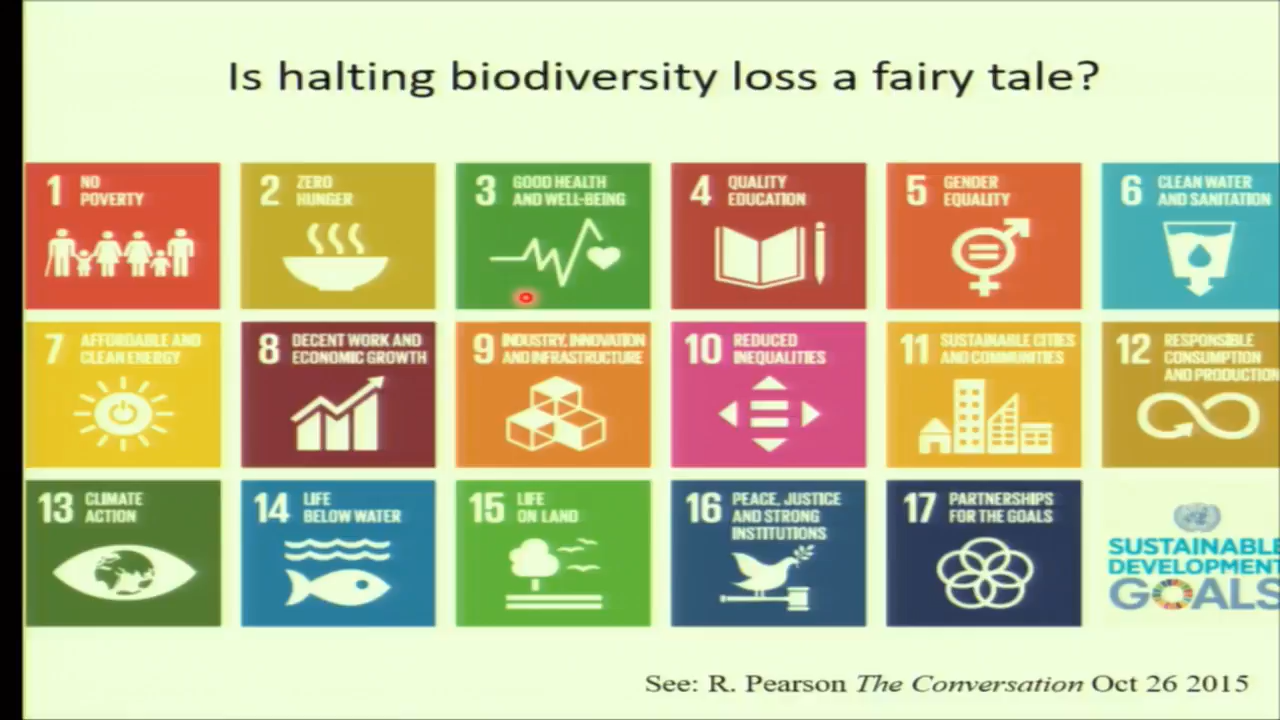 Is halting biodiversity loss a fairy tale?
1 NO
POVERTY
2 ZERO
HUNGER
3 GOOD HEALTH
AND WELL-BEING
4 QUALITY
EDUCATION
5 GENDER
EQUALITY
6 CLEAN WATER
AND SANITATION
7 AFFORDABLE AND
CLEAN ENERGY
8 DECENT WORK AND
ECONOMIC GROWTH
9 INDUSTRY, INNOVATION
AND INFRASTRUCTURE
10 REDUCED
INEQUALITIES
11 SUSTAINABLE CITIES
AND COMMUNITIES
12 RESPONSIBLE
CONSUMPTION
AND PRODUCTION
13 CLIMATE
ACTION
14 LIFE
BELOW WATER
15 LIFE
ON LAND
16 PEACE, JUSTICE
AND STRONG
INSTITUTIONS
17 PARTNERSHIPS
FOR THE GOALS
SUSTAINABLE
DEVELOPMENT
GOALS
See: R. Pearson The Conversation Oct 26 2015